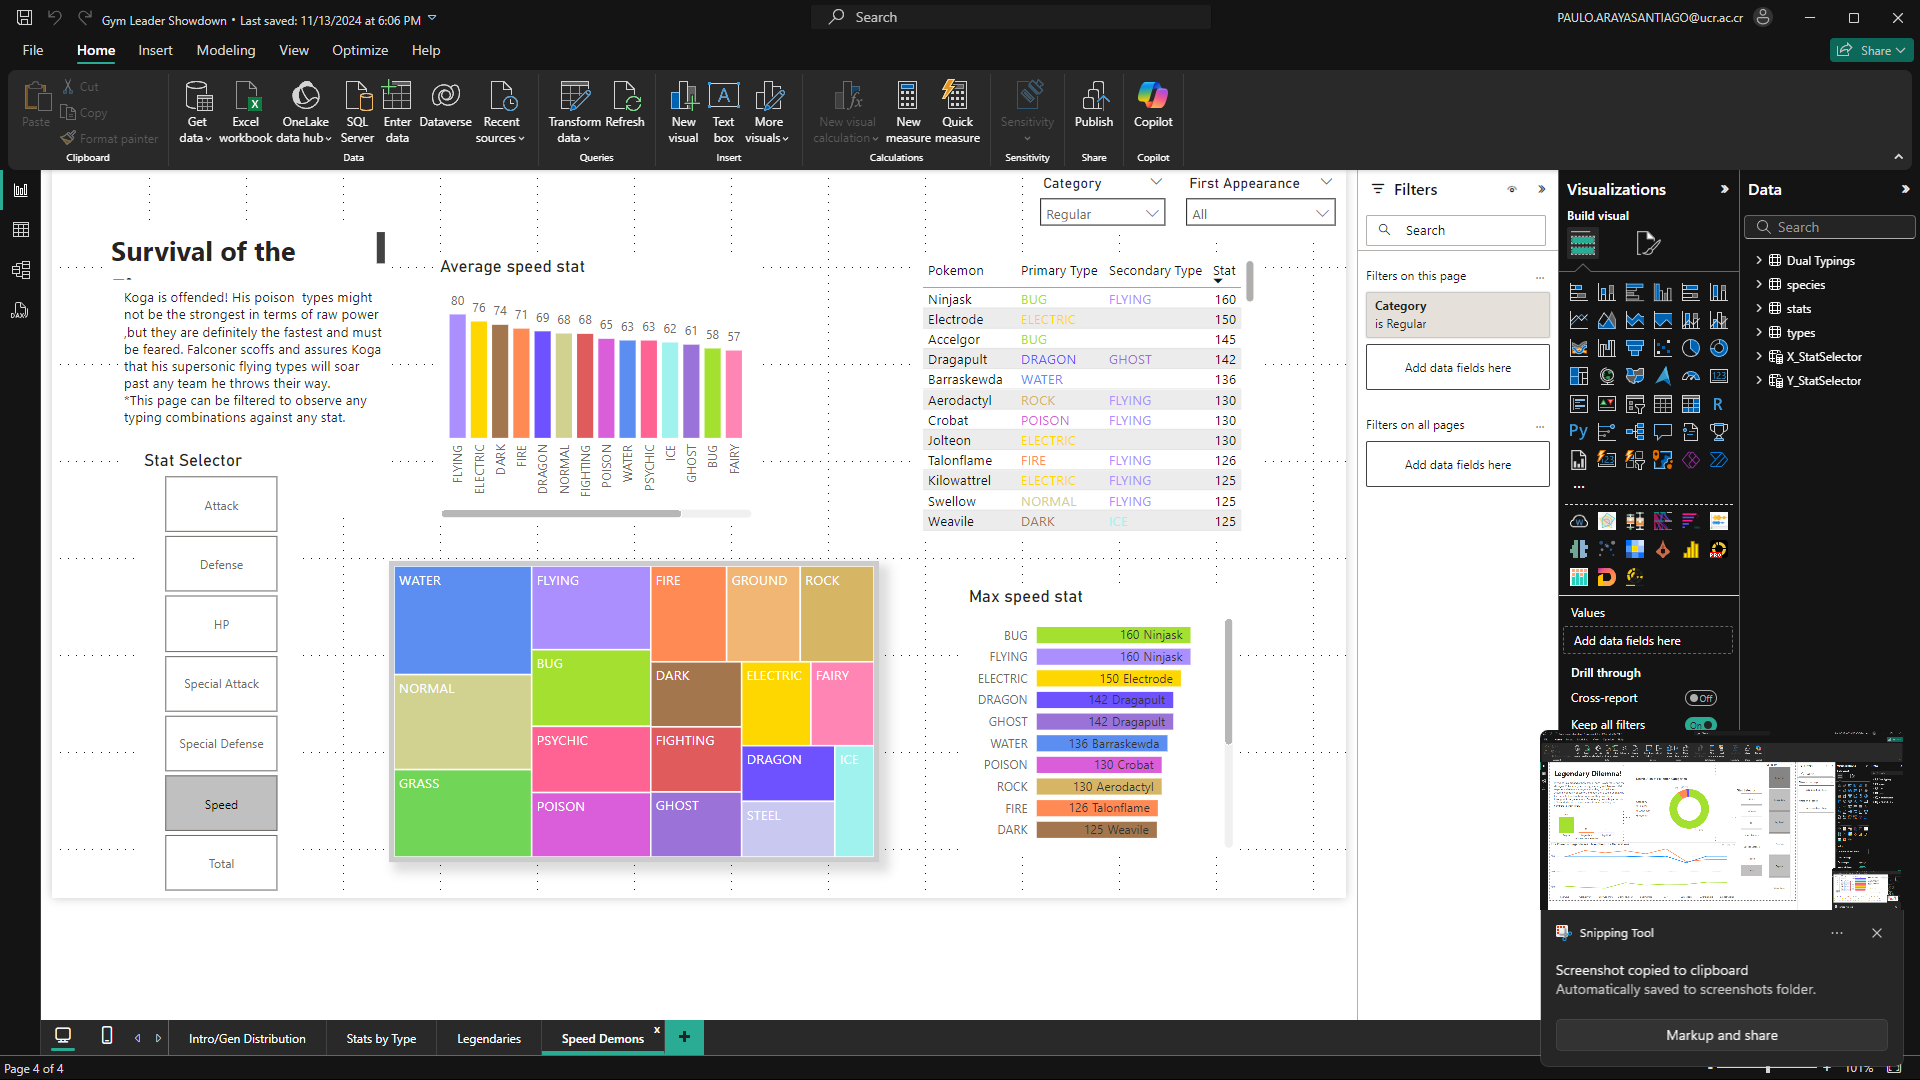 Gym Leader Showdown • Last saved: 11/13/2024 at 6:06 PM
Search
PAULO.ARAYASANTIAGO@ucr.ac.cr
File Home Insert Modeling View Optimize Help
Share
Paste
Cut
Copy
Format painter
Clipboard
Get data
Excel workbook
OneLake data hub
SQL Server
Enter data
Dataverse
Recent sources
Data
Transform data
Refresh
Queries
New visual
Text box
More visuals
Insert
New visual calculation
New measure
Quick measure
Calculations
Sensitivity
Sensitivity
Publish
Share
Copilot
Copilot
Category
Regular
First Appearance
All
Survival of the
Koga is offended! His poison  types might
not be the strongest in terms of raw power
,but they are definitely the fastest and must
be feared. Falconer scoffs and assures Koga
that his supersonic flying types will soar
past any team he throws their way.
*This page can be filtered to observe any
typing combinations against any stat.
Stat Selector
Attack
Defense
HP
Special Attack
Special Defense
Speed
Total
Average speed stat
80 76 74 71 69 68 68 65 63 63 62 61 58 57
FLYING ELECTRIC DARK FIRE DRAGON NORMAL FIGHTING POISON WATER PSYCHIC ICE GHOST BUG FAIRY
Pokemon Primary Type Secondary Type Stat
Ninjask BUG FLYING 160
Electrode ELECTRIC 150
Accelgor BUG 145
Dragapult DRAGON GHOST 142
Barraskewda WATER 136
Aerodactyl ROCK FLYING 130
Crobat POISON FLYING 130
Jolteon ELECTRIC 130
Talonflame FIRE FLYING 126
Kilowattrel ELECTRIC FLYING 125
Swellow NORMAL FLYING 125
Weavile DARK ICE 125
WATER
NORMAL
GRASS
FLYING
BUG
PSYCHIC
POISON
FIRE
GROUND
ROCK
DARK
FIGHTING
GHOST
ELECTRIC
FAIRY
DRAGON
ICE
STEEL
Max speed stat
BUG 160 Ninjask
FLYING 160 Ninjask
ELECTRIC 150 Electrode
DRAGON 142 Dragapult
GHOST 142 Dragapult
WATER 136 Barraskewda
POISON 130 Crobat
ROCK 130 Aerodactyl
FIRE 126 Talonflame
DARK 125 Weavile
Filters
Search
Filters on this page
...
Category
is Regular
Add data fields here
Filters on all pages
...
Add data fields here
Visualizations
Build visual
123
R
Py
PRO
...
Values
Add data fields here
Drill through
Cross-report
Off
Keep all filters
On
Data
Search
Dual Typings
species
stats
types
X_StatSelector
Y_StatSelector
Legendary Dilemma!
Snipping Tool
...
Screenshot copied to clipboard
Automatically saved to screenshots folder.
Markup and share
Intro/Gen Distribution
Stats by Type
Legendaries
Speed Demons
x
+
Page 4 of 4
- + 101%